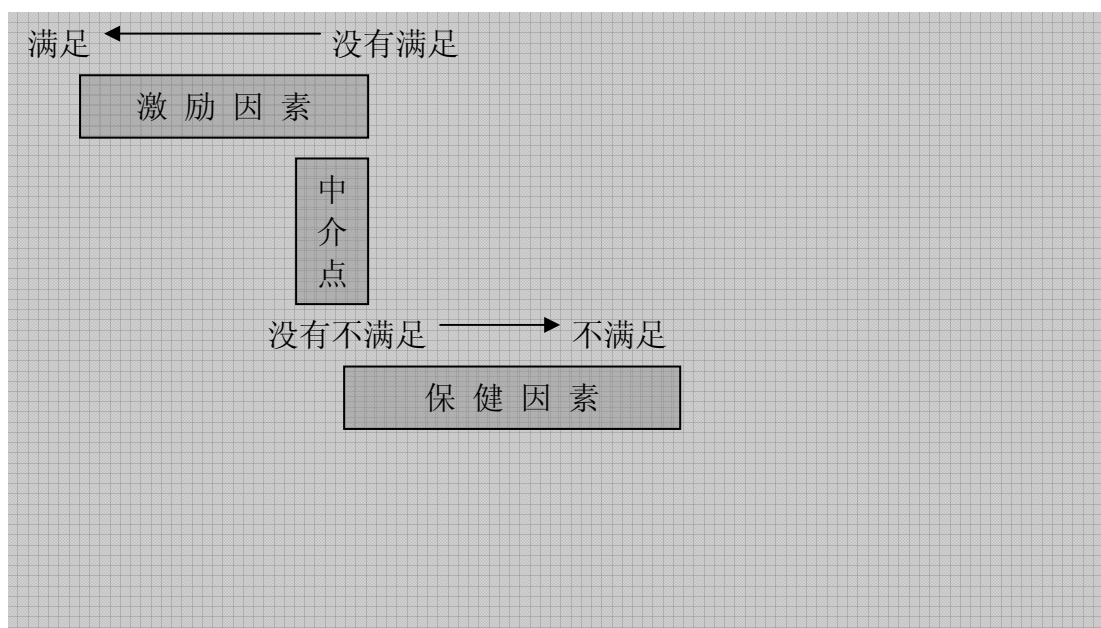 满足 没有满足
激励因素
中
介
点
没有不满足 不满足
保健因素